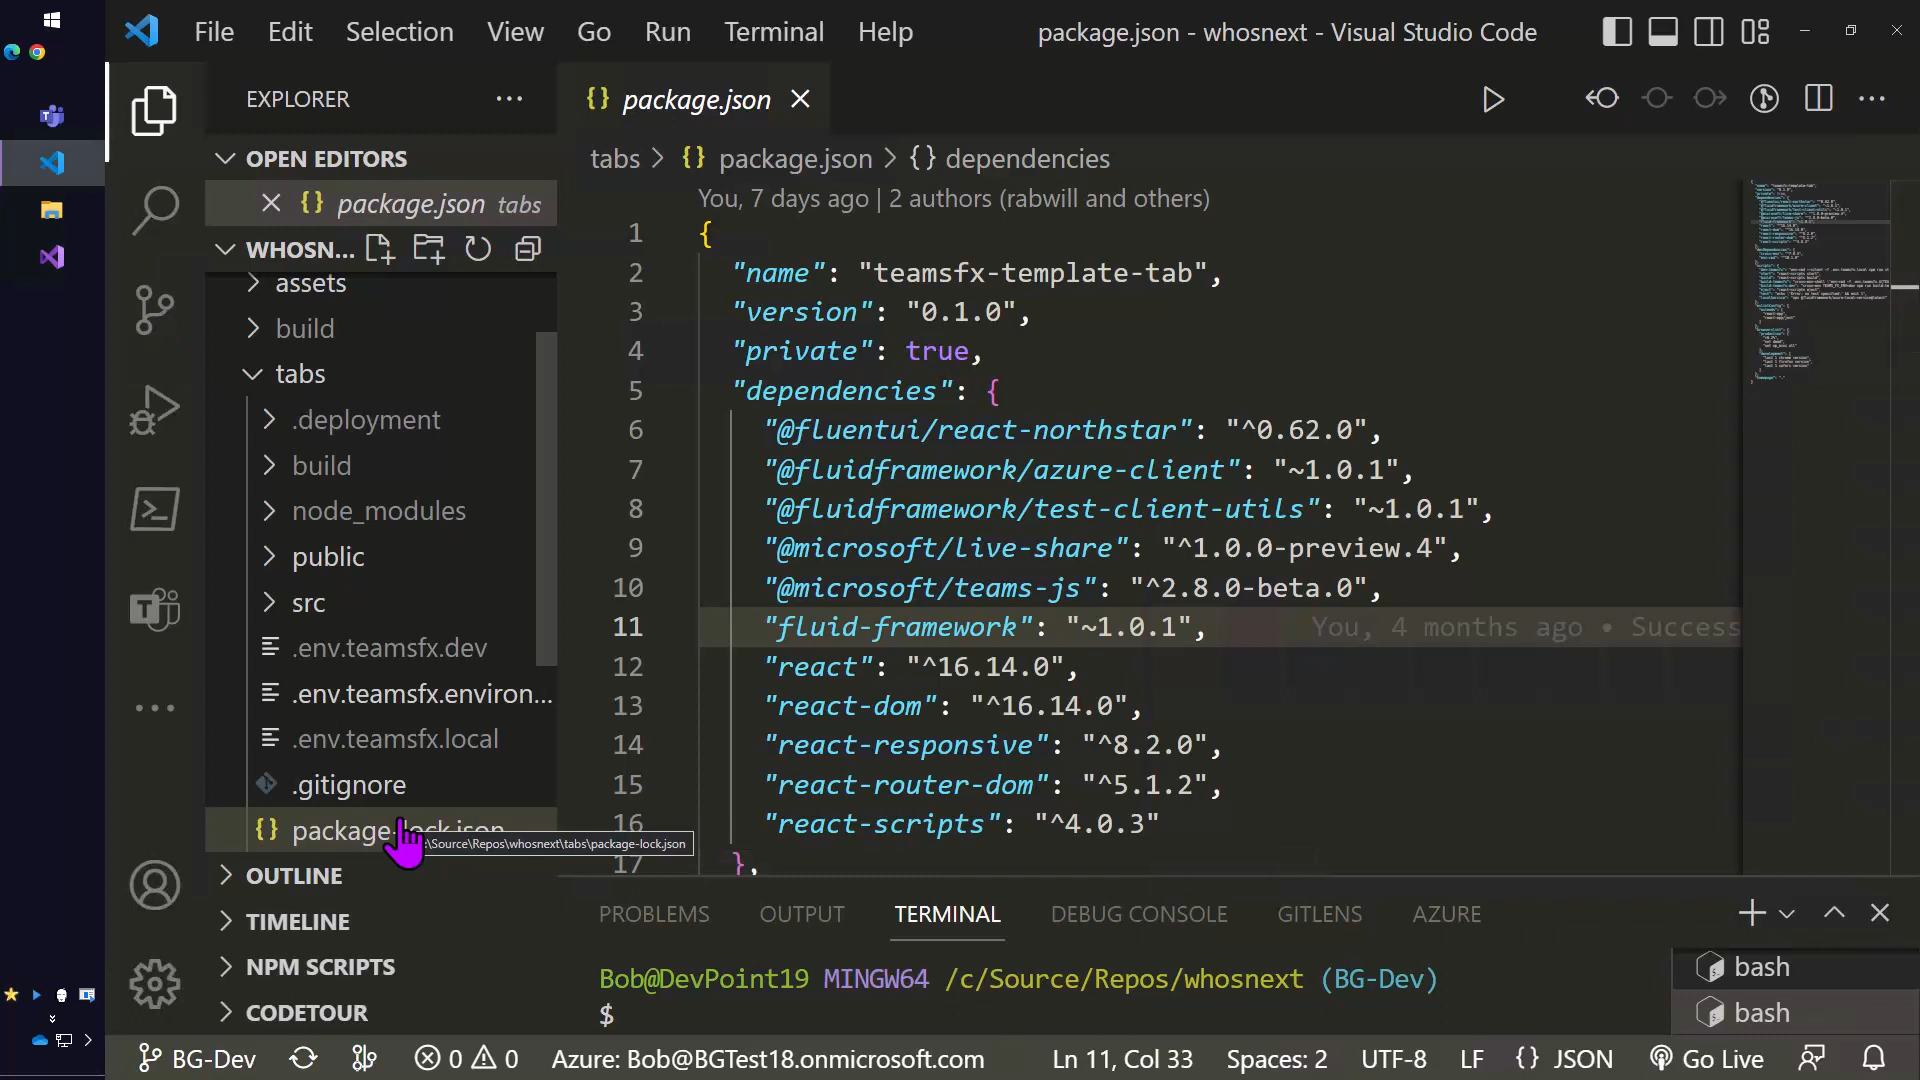 File Edit Selection View Go Run Terminal Help
package.json - whosnext - Visual Studio Code
EXPLORER
OPEN EDITORS
package.json tabs
WHOSN...
assets
build
tabs
.deployment
build
node_modules
public
src
.env.teamsfx.dev
.env.teamsfx.environ...
.env.teamsfx.local
.gitignore
package-lock.json
:\Source\Repos\whosnext\tabs\package-lock.json
OUTLINE
TIMELINE
NPM SCRIPTS
CODETOUR
{} package.json
tabs > {} package.json > {} dependencies
You, 7 days ago | 2 authors (rabwill and others)
1 {
2 "name": "teamsfx-template-tab",
3 "version": "0.1.0",
4 "private": true,
5 "dependencies": {
6 "@fluentui/react-northstar": "^0.62.0",
7 "@fluidframework/azure-client": "~1.0.1",
8 "@fluidframework/test-client-utils": "~1.0.1",
9 "@microsoft/live-share": "^1.0.0-preview.4",
10 "@microsoft/teams-js": "^2.8.0-beta.0",
11 "fluid-framework": "~1.0.1", You, 4 months ago • Success
12 "react": "^16.14.0",
13 "react-dom": "^16.14.0",
14 "react-responsive": "^8.2.0",
15 "react-router-dom": "^5.1.2",
16 "react-scripts": "^4.0.3"
17 },
PROBLEMS OUTPUT TERMINAL DEBUG CONSOLE GITLENS AZURE
Bob@DevPoint19 MINGW64 /c/Source/Repos/whosnext (BG-Dev)
$
bash
bash
BG-Dev 0 0 Azure: Bob@BGTest18.onmicrosoft.com Ln 11, Col 33 Spaces: 2 UTF-8 LF {} JSON Go Live